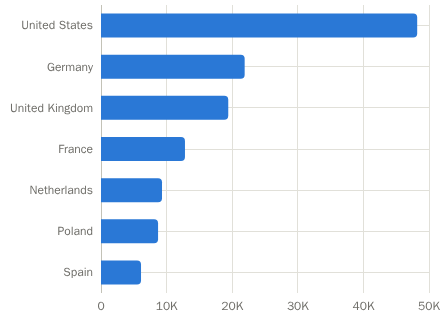 United States
Germany
United Kingdom
France
Netherlands
Poland
Spain
0 10K 20K 30K 40K 50K